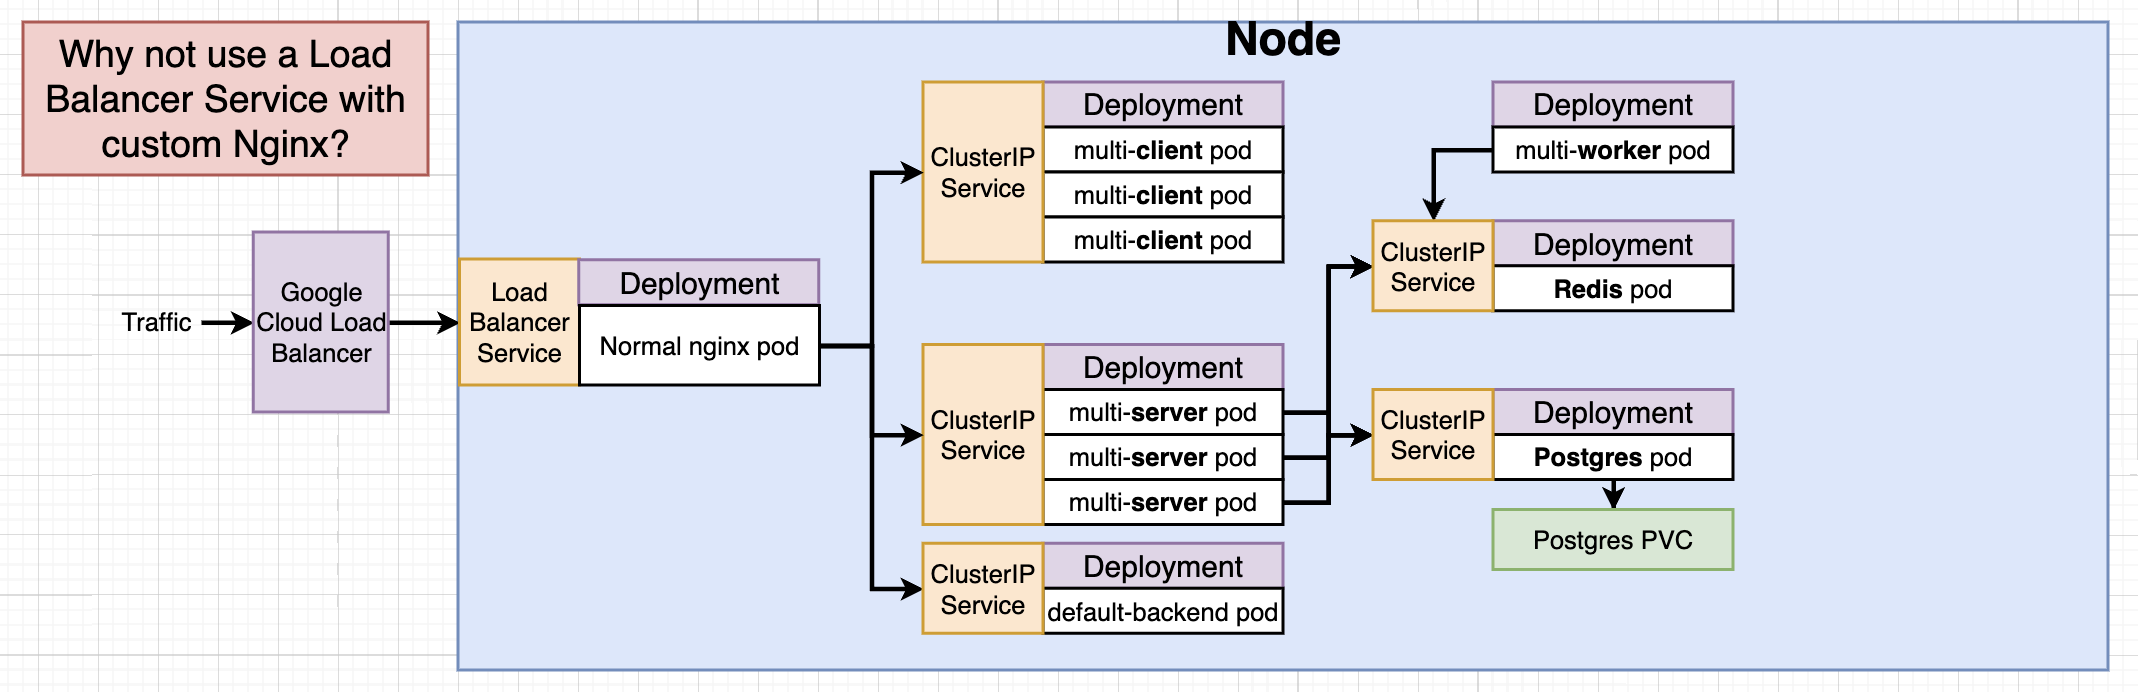 Why not use a Load
Balancer Service with
custom Nginx?
Node
Traffic
Google
Cloud Load
Balancer
Load
Balancer
Service
Deployment
Normal nginx pod
ClusterIP
Service
Deployment
multi-client pod
multi-client pod
multi-client pod
ClusterIP
Service
Deployment
multi-server pod
multi-server pod
multi-server pod
ClusterIP
Service
Deployment
default-backend pod
Deployment
multi-worker pod
ClusterIP
Service
Deployment
Redis pod
ClusterIP
Service
Deployment
Postgres pod
Postgres PVC